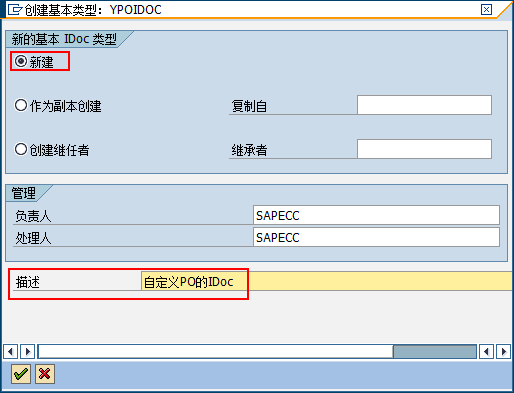 创建基本类型: YPOIDOC
新的基本 IDoc 类型
新建
作为副本创建 复制自
创建继任者 继承者
管理
负责人 SAPECC
处理人 SAPECC
描述 自定义PO的IDoc